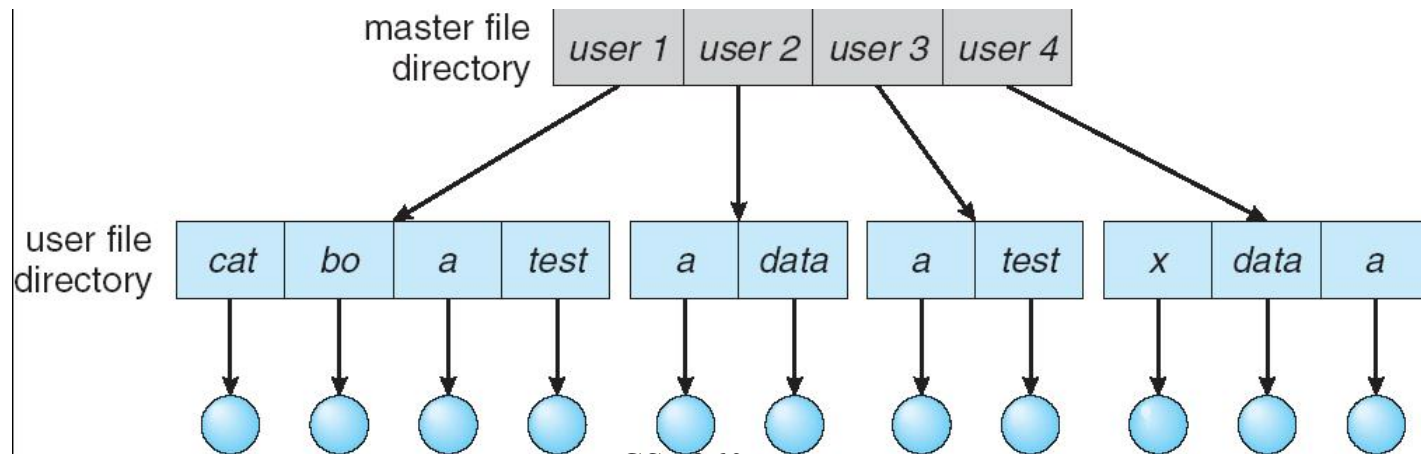 master file directory
user 1 user 2 user 3 user 4
user file directory
cat bo a test a data a test x data a